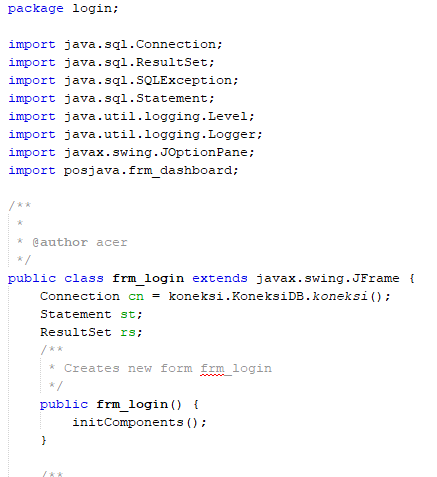 package login;
import java.sql.Connection;
import java.sql.ResultSet;
import java.sql.SQLException;
import java.sql.Statement;
import java.util.logging.Level;
import java.util.logging.Logger;
import javax.swing.JOptionPane;
import posjava.frm_dashboard;
/**
 *
 * @author acer
 */
public class frm_login extends javax.swing.JFrame {
    Connection cn = koneksi.KoneksiDB.koneksi();
    Statement st;
    ResultSet rs;
    /**
     * Creates new form frm_login
     */
    public frm_login() {
        initComponents();
    }
    /**